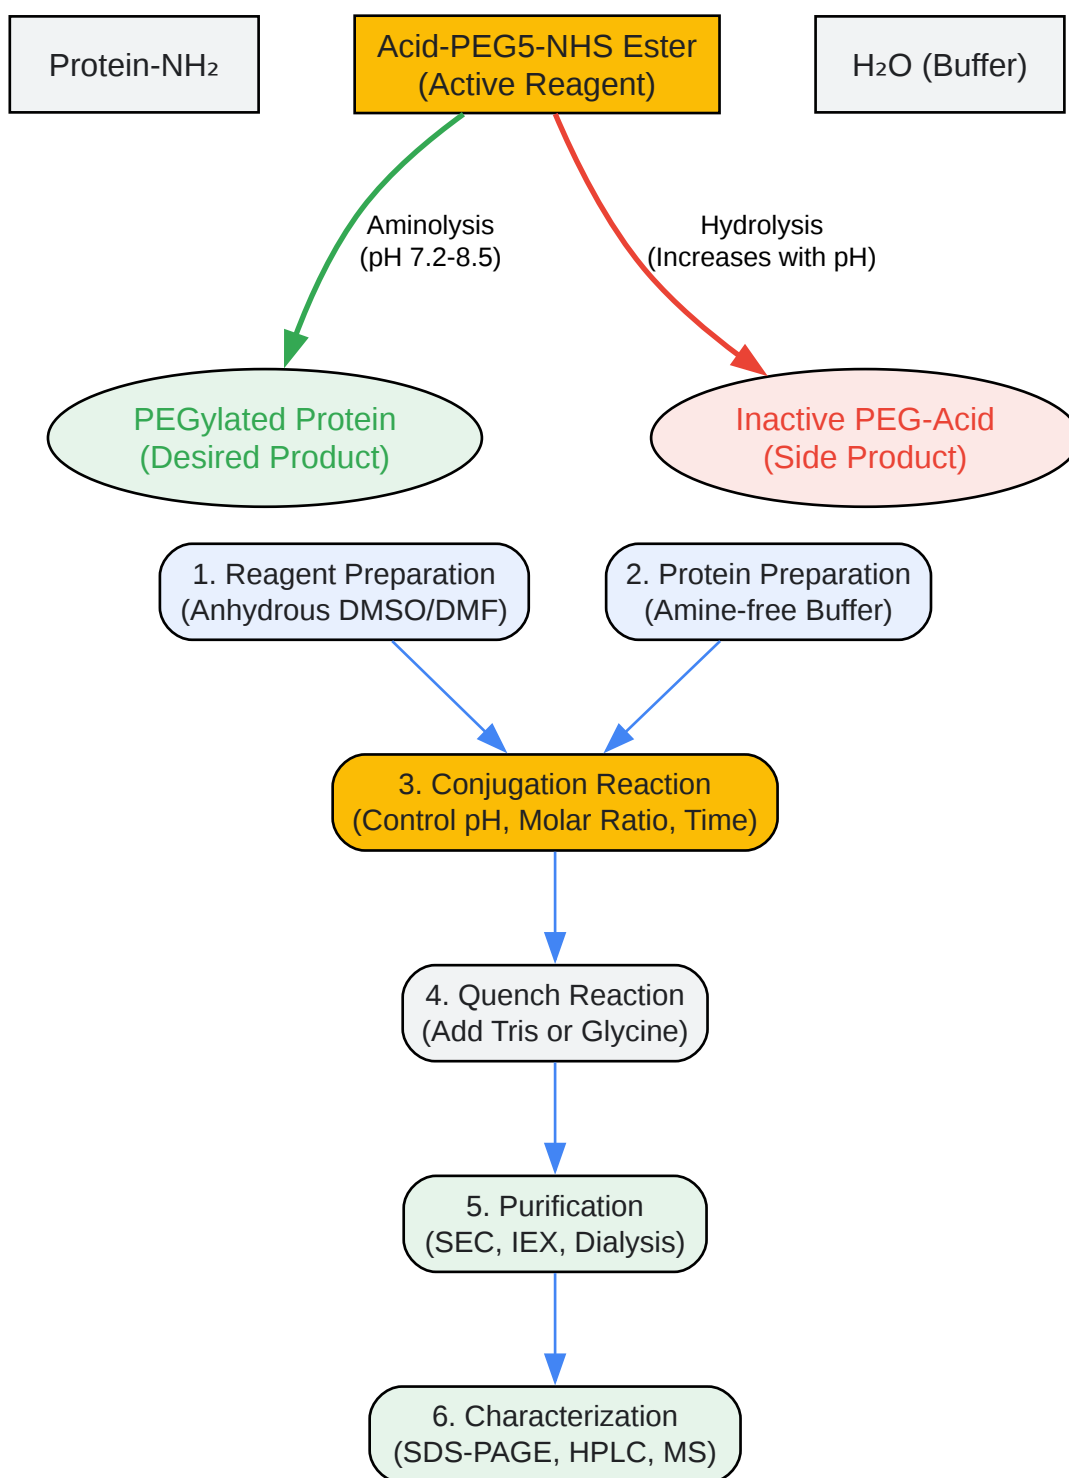 Protein-NH₂
Acid-PEG5-NHS Ester
(Active Reagent)
H₂O (Buffer)
Aminolysis
(pH 7.2-8.5)
Hydrolysis
(Increases with pH)
PEGylated Protein
(Desired Product)
Inactive PEG-Acid
(Side Product)
1. Reagent Preparation
(Anhydrous DMSO/DMF)
2. Protein Preparation
(Amine-free Buffer)
3. Conjugation Reaction
(Control pH, Molar Ratio, Time)
4. Quench Reaction
(Add Tris or Glycine)
5. Purification
(SEC, IEX, Dialysis)
6. Characterization
(SDS-PAGE, HPLC, MS)